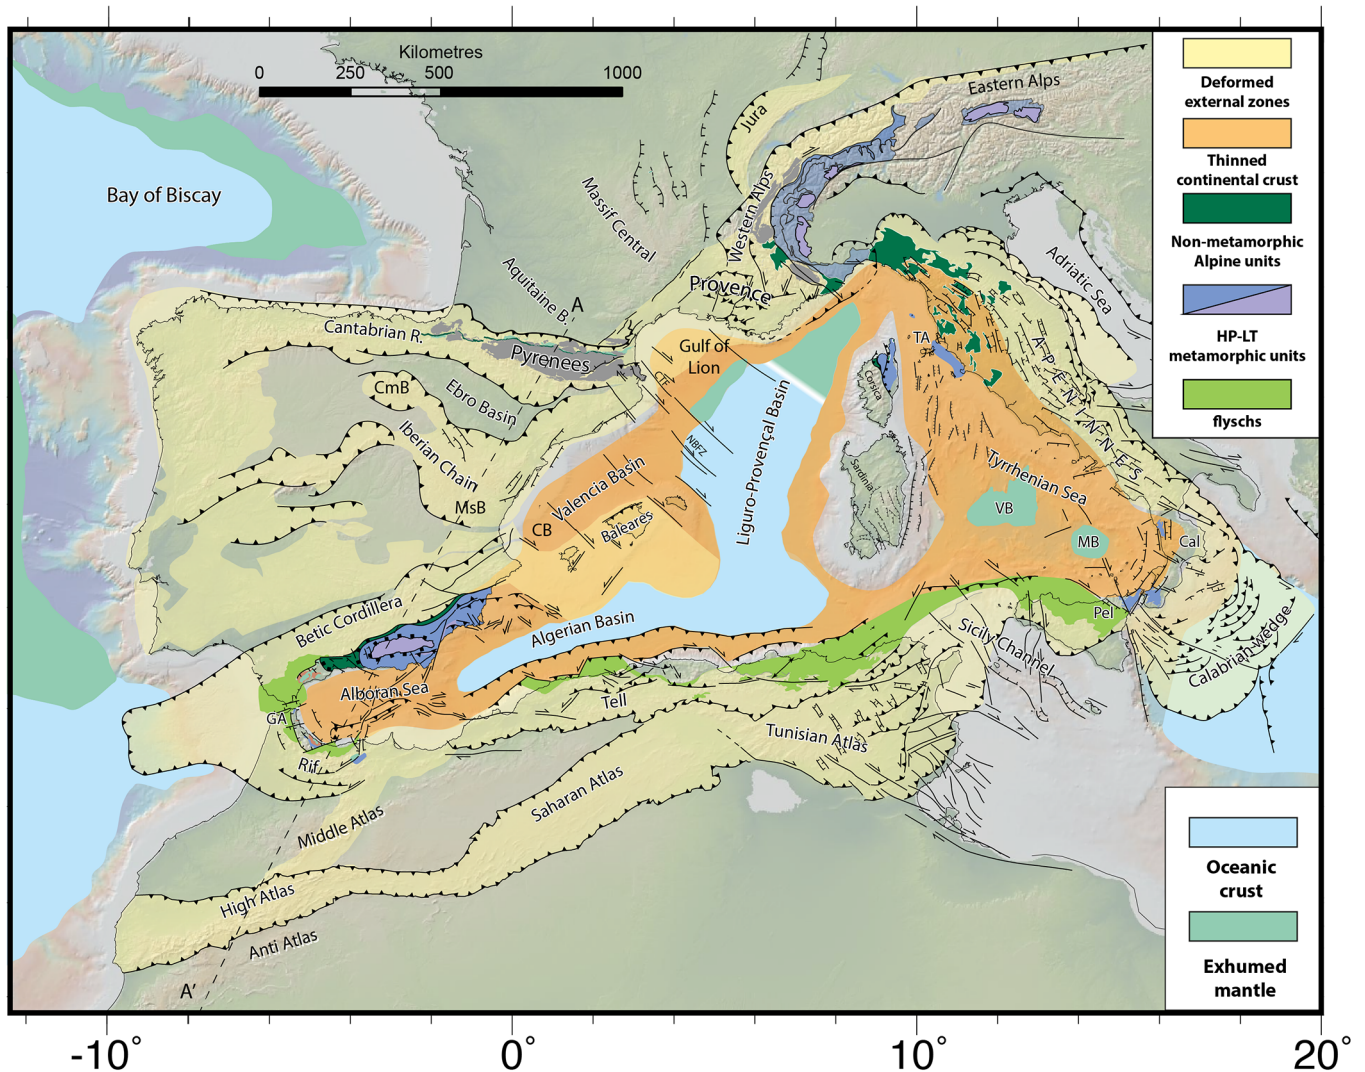 Kilometres
0 250 500 1000
Eastern Alps
Jura
Deformed
external zones
Thinned
continental crust
Non-metamorphic
Alpine units
HP-LT
metamorphic units
flyschs
Bay of Biscay
Massif Central
Western Alps
Adriatic Sea
Aquitaine B.
A
Provence
Cantabrian R.
Pyrenees
Gulf of
Lion
TA
CFZ
Corsica
A-P-E-N-I-N-N-E-S
CmB
Ebro Basin
Iberian Chain
NBFZ
Liguro-Provençal Basin
Sardinia
Tyrrhenian Sea
Valencia Basin
MsB
CB
Baleares
VB
MB
Cal
Betic Cordillera
Algerian Basin
Pel
Sicily Channel
Calabrian wedge
Alboran Sea
GA
Tell
Tunisian Atlas
Rif
Saharan Atlas
Middle Atlas
High Atlas
Anti Atlas
A'
Oceanic
crust
Exhumed
mantle
-10° 0° 10° 20°